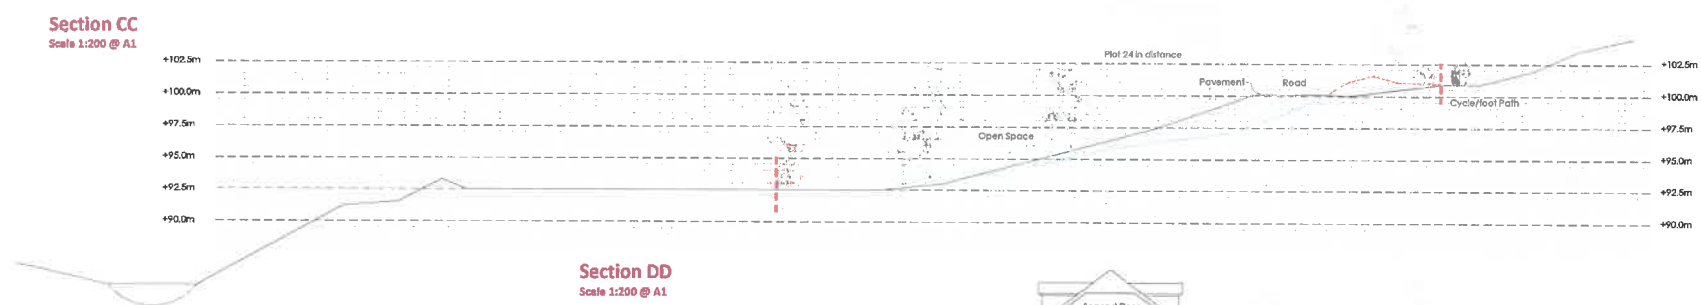 Section CC
Scale 1:200 @ A1
Plot 24 in distance
+102.5m
+102.5m
Pavement
Road
+100.0m
+100.0m
Cycle/foot Path
+97.5m
Open Space
+97.5m
+95.0m
+95.0m
+92.5m
+92.5m
+90.0m
+90.0m
Section DD
Scale 1:200 @ A1